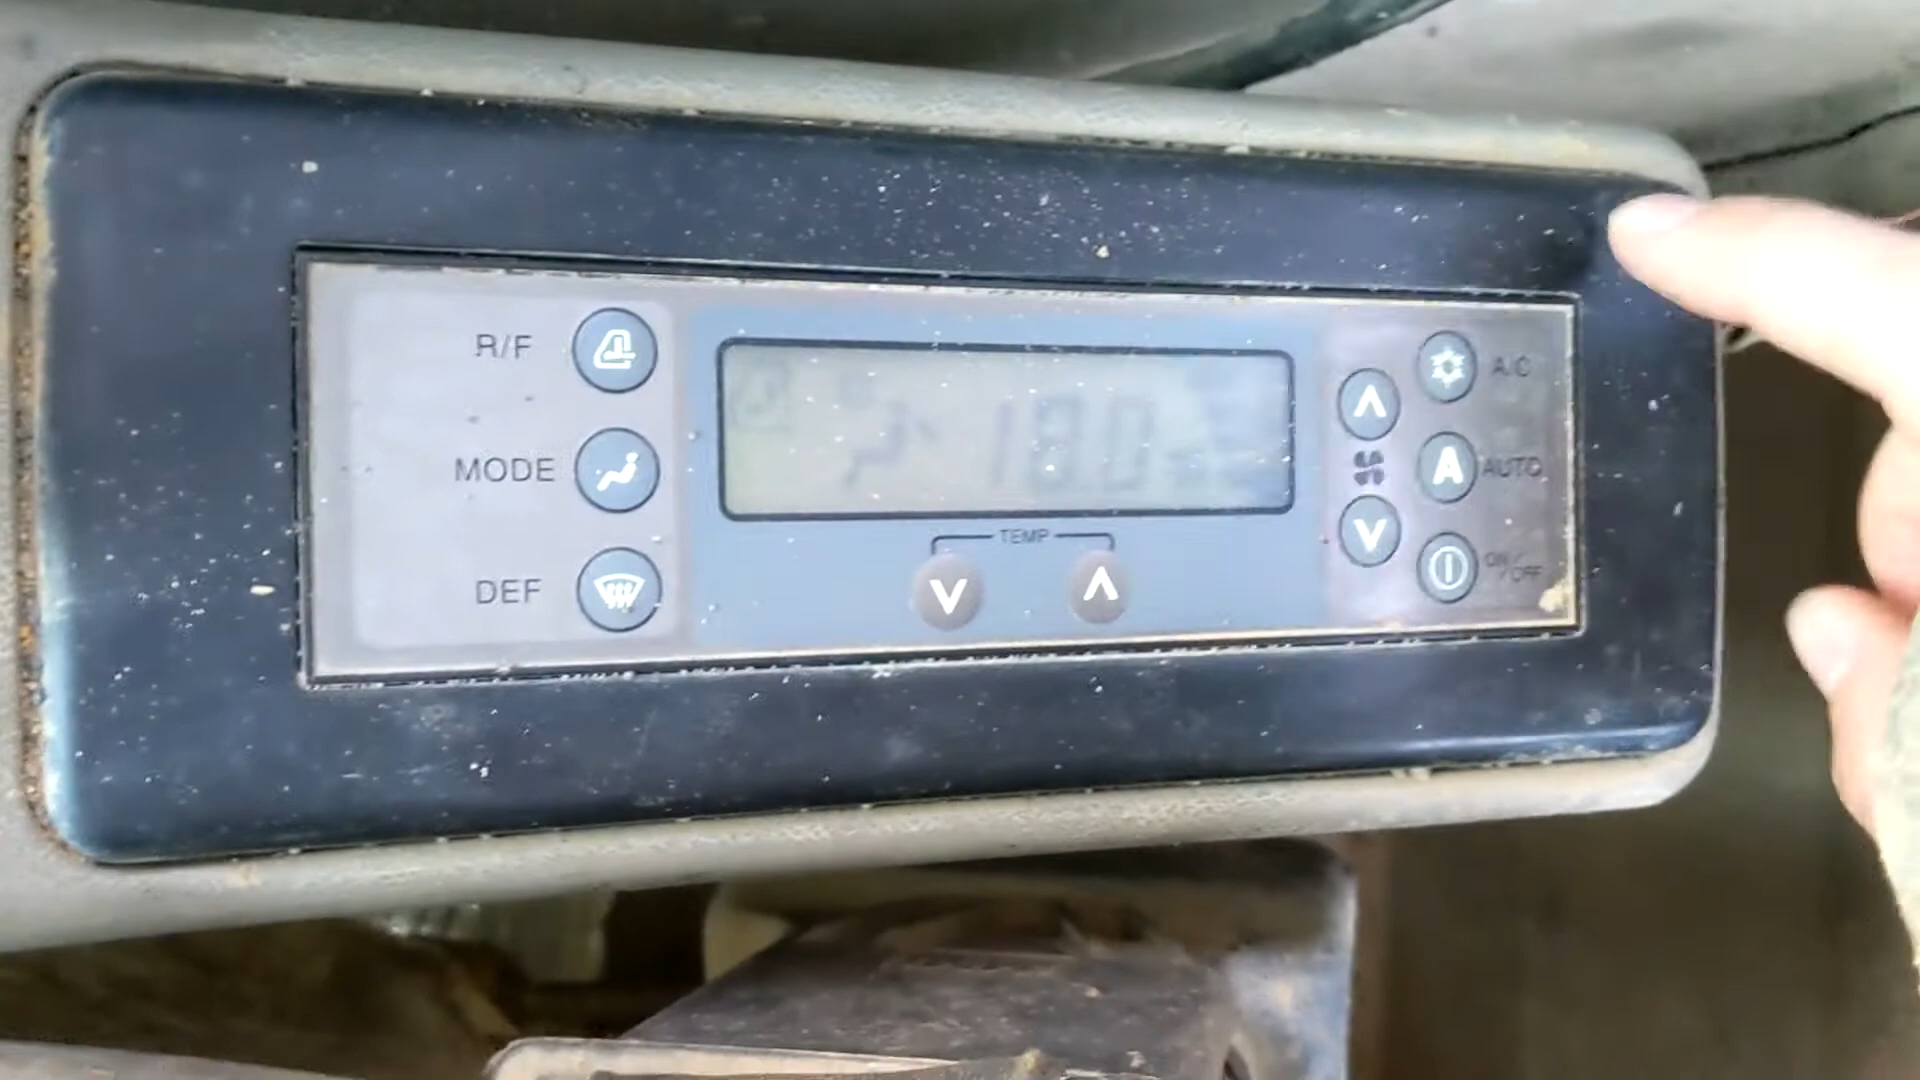 R/F
MODE
DEF
18.0
TEMP
A/C
A AUTO
ON/OFF